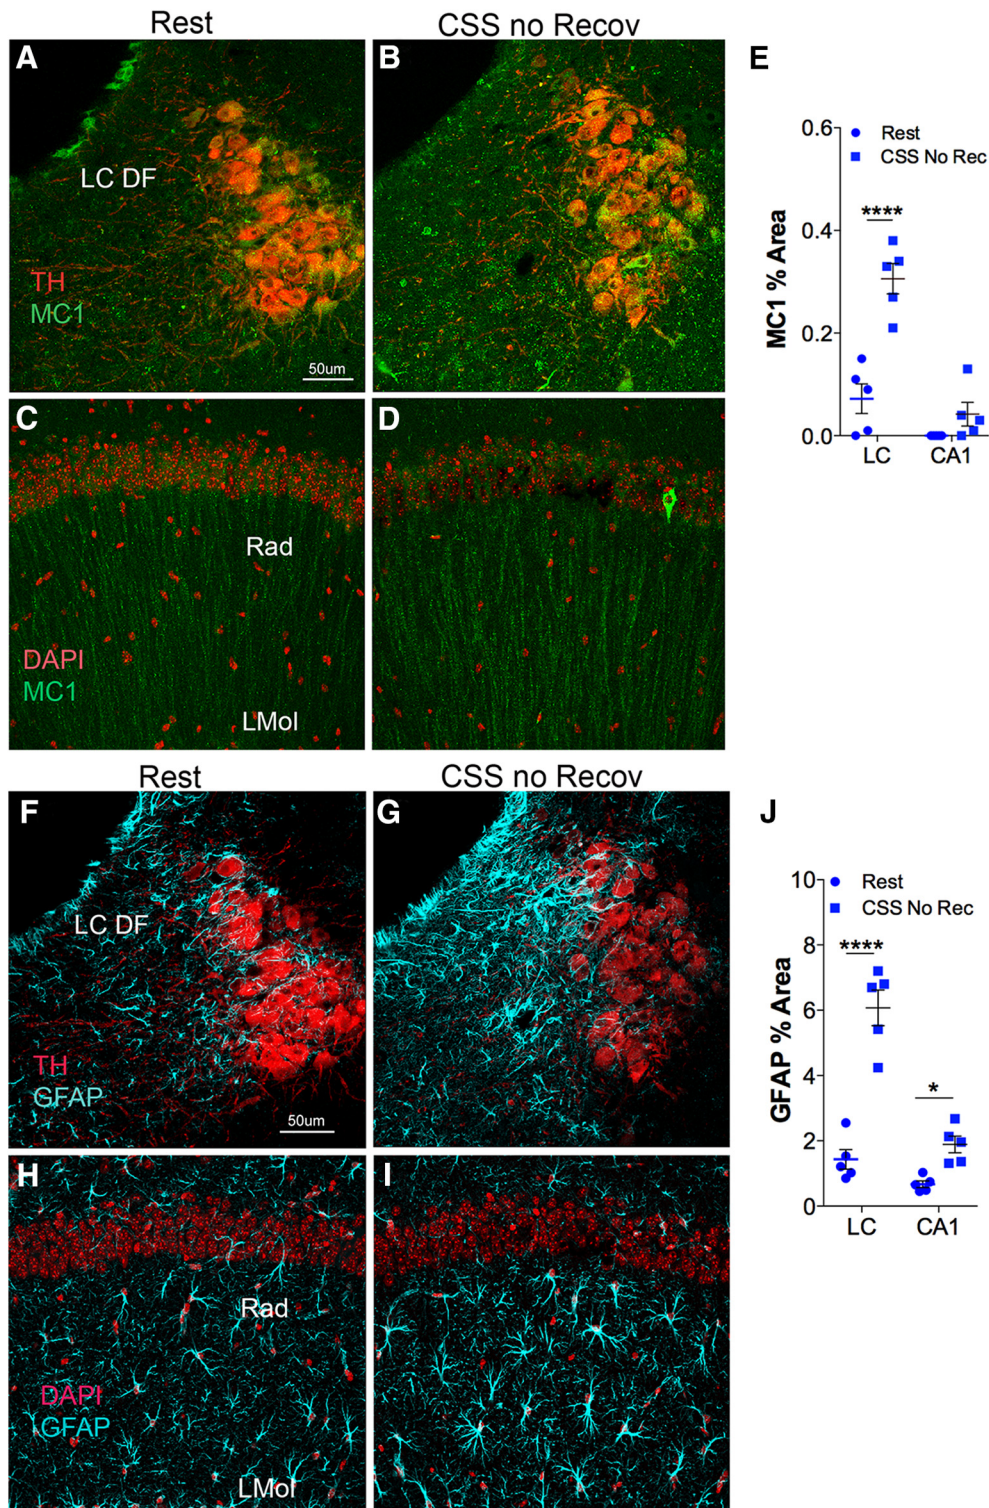 Rest
CSS no Recov
A
B
E
LC DF
TH
MC1
50um
Rest
CSS No Rec
0.6
0.4
0.2
0.0
MC1 % Area
****
LC
CA1
C
D
Rad
DAPI
MC1
LMol
Rest
CSS no Recov
F
G
J
LC DF
TH
GFAP
50um
Rest
CSS No Rec
10
8
6
4
2
0
GFAP % Area
****
*
LC
CA1
H
I
Rad
DAPI
GFAP
LMol